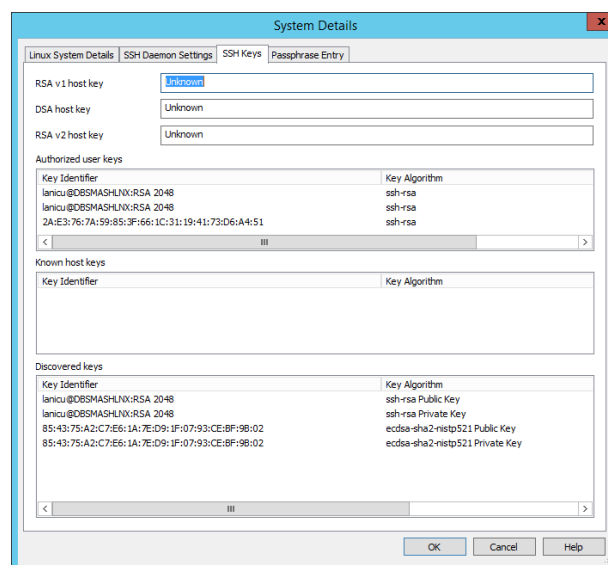 System Details
x
Linux System Details SSH Daemon Settings SSH Keys Passphrase Entry
RSA v1 host key Unknown
DSA host key Unknown
RSA v2 host key Unknown
Authorized user keys
Key Identifier Key Algorithm
lanicu@DBSMASHLNX:RSA 2048 ssh-rsa
lanicu@DBSMASHLNX:RSA 2048 ssh-rsa
2A:E3:76:7A:59:85:3F:66:1C:31:19:41:73:D6:A4:51 ssh-rsa
Known host keys
Key Identifier Key Algorithm
Discovered keys
Key Identifier Key Algorithm
lanicu@DBSMASHLNX:RSA 2048 ssh-rsa Public Key
lanicu@DBSMASHLNX:RSA 2048 ssh-rsa Private Key
85:43:75:A2:C7:E6:1A:7E:D9:1F:07:93:CE:BF:9B:02 ecdsa-sha2-nistp521 Public Key
85:43:75:A2:C7:E6:1A:7E:D9:1F:07:93:CE:BF:9B:02 ecdsa-sha2-nistp521 Private Key
OK Cancel Help